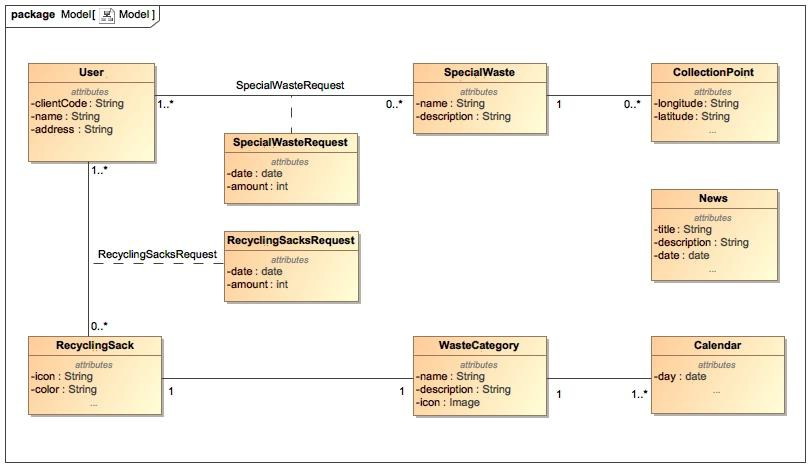 package Model[ Model ]
User
attributes
-clientCode : String
-name : String
-address : String
1..*
SpecialWasteRequest
0..*
SpecialWaste
attributes
-name : String
-description : String
1
0..*
CollectionPoint
attributes
-longitude : String
-latitude : String
...
SpecialWasteRequest
attributes
-date : date
-amount : int
1..*
News
attributes
-title : String
-description : String
-date : date
...
RecyclingSacksRequest
RecyclingSacksRequest
attributes
-date : date
-amount : int
0..*
RecyclingSack
attributes
-icon : String
-color : String
...
1
1
WasteCategory
attributes
-name : String
-description : String
-icon : Image
1
1..*
Calendar
attributes
-day : date
...